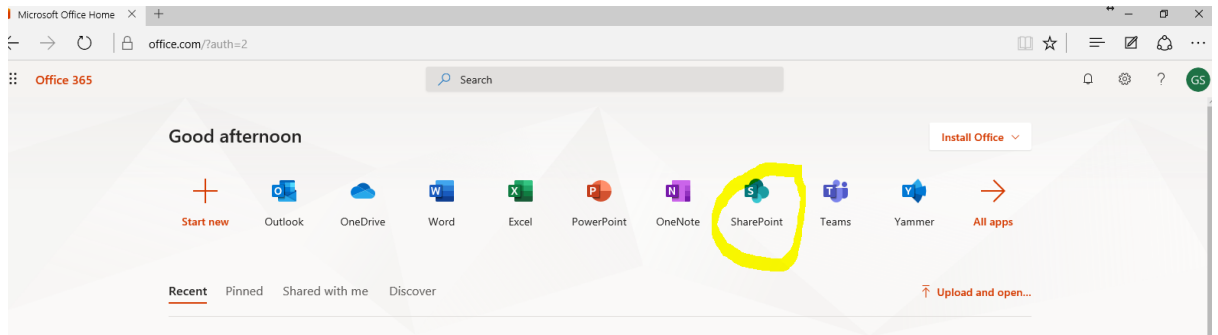 Microsoft Office Home
office.com/?auth=2
Office 365
Search
?
GS
Good afternoon
Install Office
Start new
Outlook
OneDrive
Word
Excel
PowerPoint
OneNote
SharePoint
Teams
Yammer
All apps
Recent
Pinned
Shared with me
Discover
Upload and open...